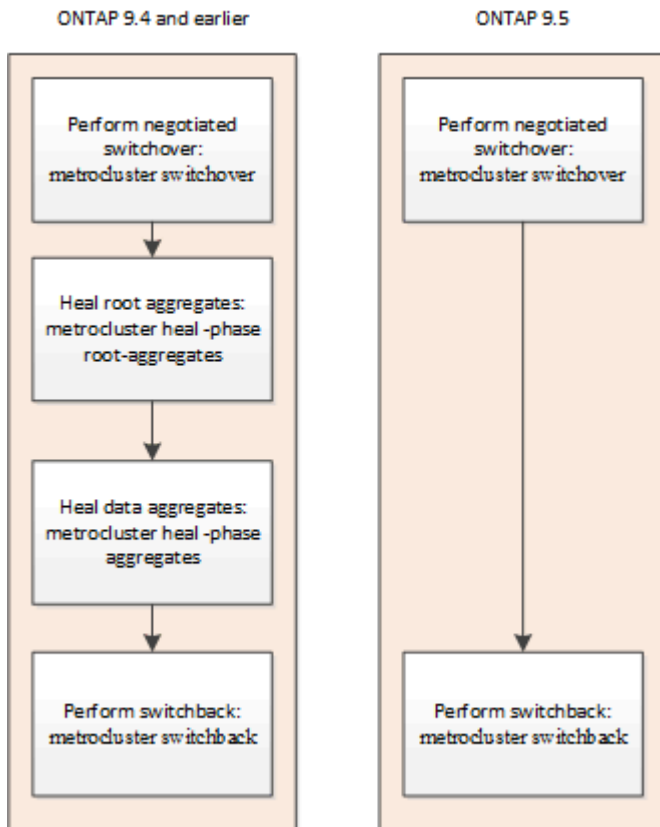 ONTAP 9.4 and earlier
Perform negotiated
switchover:
metrocluster switchover
Heal root aggregates:
metrocluster heal -phase
root-aggregates
Heal data aggregates:
metrocluster heal -phase
aggregates
Perform switchback:
metrocluster switchback
ONTAP 9.5
Perform negotiated
switchover:
metrocluster switchover
Perform switchback:
metrocluster switchback